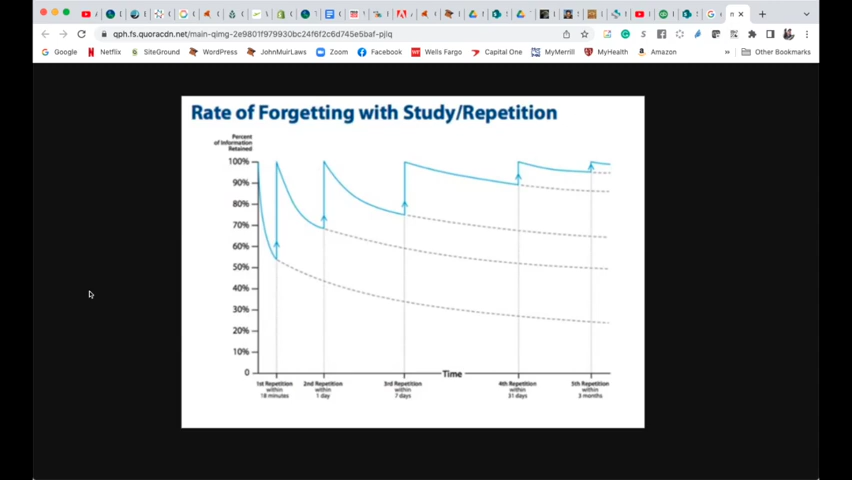 qph.fs.quoracdn.net/main-qimg-2e9801f979930bc24f6f2c6d745e5baf-pjlq
Google Netflix SiteGround WordPress JohnMuirLaws Zoom Facebook Wells Fargo Capital One MyMerrill MyHealth Amazon » Other Bookmarks
Rate of Forgetting with Study/Repetition
Percent
of Information
Retained
100%
90%
80%
70%
60%
50%
40%
30%
20%
10%
0
Time
1st Repetition
within
18 minutes
2nd Repetition
within
1 day
3rd Repetition
within
7 days
4th Repetition
within
31 days
5th Repetition
within
3 months